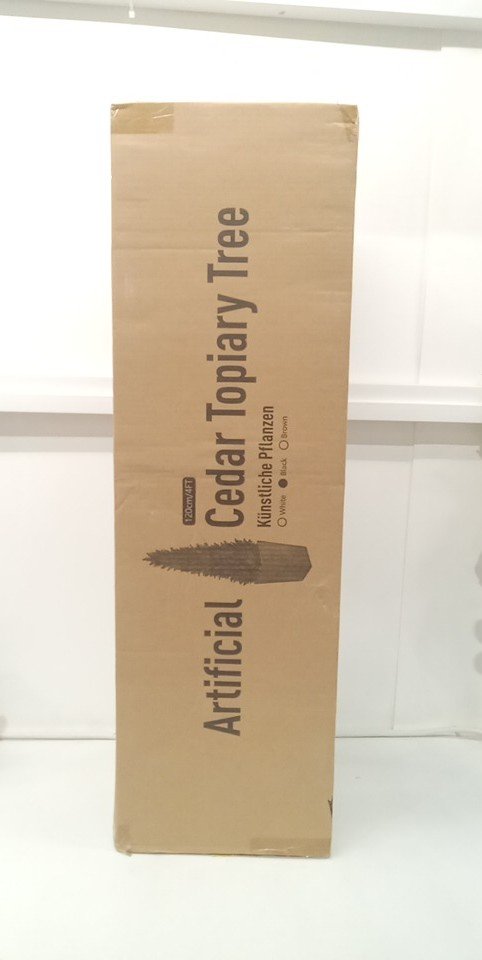 120cm/4FT
Artificial Cedar Topiary Tree
Künstliche Pflanzen
White Black Brown